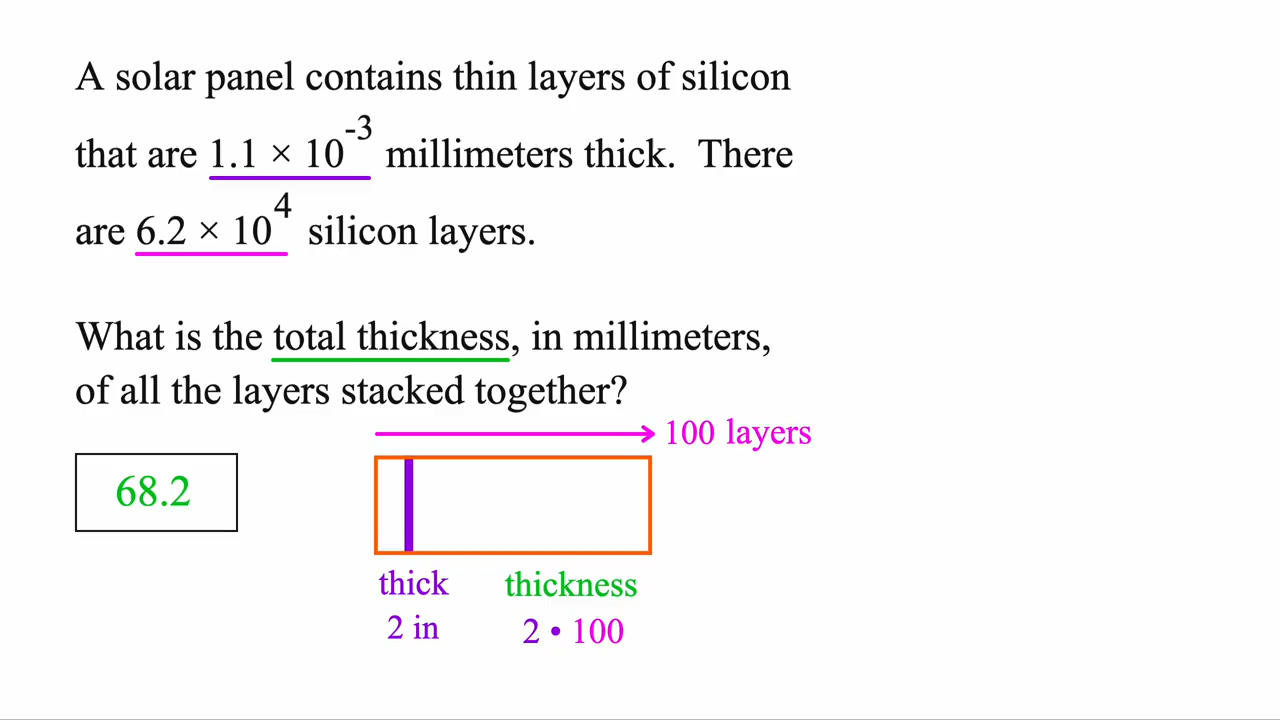 A solar panel contains thin layers of silicon
that are 1.1 × 10⁻³ millimeters thick. There
are 6.2 × 10⁴ silicon layers.
What is the total thickness, in millimeters,
of all the layers stacked together?
100 layers
68.2
thick thickness
2 in 2 • 100